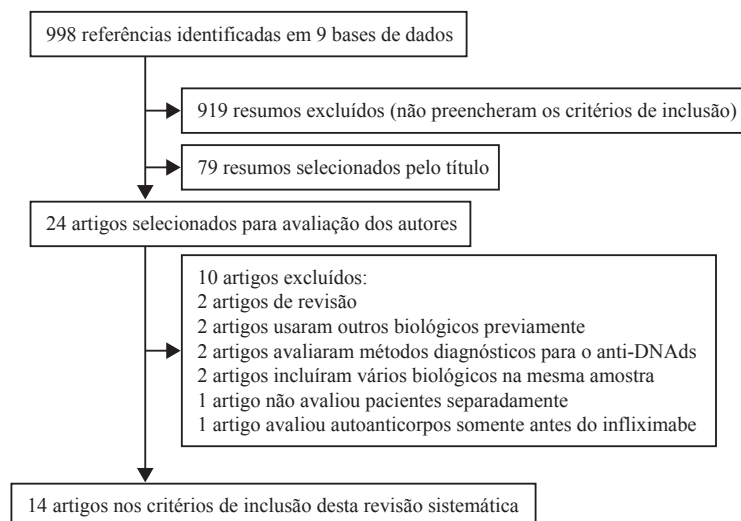 998 referências identificadas em 9 bases de dados
919 resumos excluídos (não preencheram os critérios de inclusão)
79 resumos selecionados pelo título
24 artigos selecionados para avaliação dos autores
10 artigos excluídos:
2 artigos de revisão
2 artigos usaram outros biológicos previamente
2 artigos avaliaram métodos diagnósticos para o anti-DNAds
2 artigos incluíram vários biológicos na mesma amostra
1 artigo não avaliou pacientes separadamente
1 artigo avaliou autoanticorpos somente antes do infliximabe
14 artigos nos critérios de inclusão desta revisão sistemática